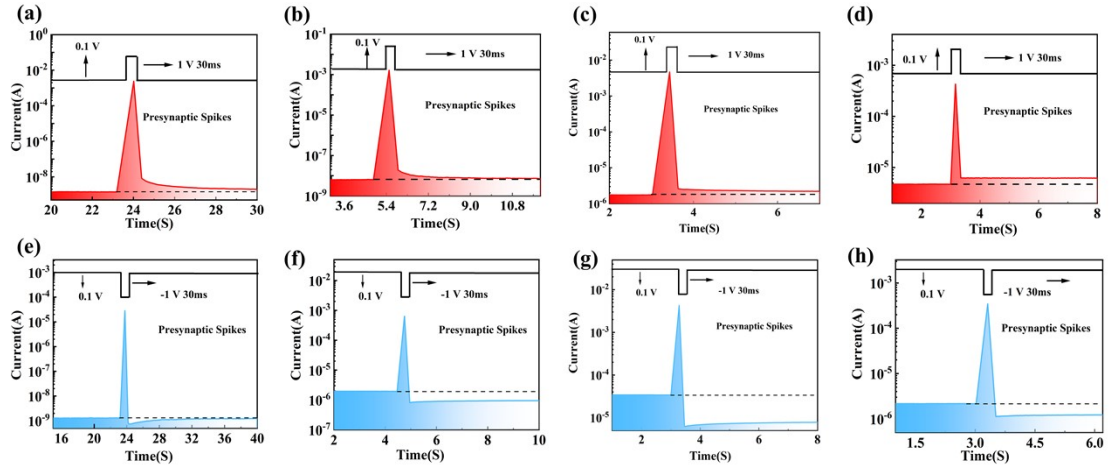 (a)
10⁰
10⁻²
10⁻⁴
10⁻⁶
10⁻⁸
Current(A)
0.1 V
1 V 30ms
Presynaptic Spikes
20 22 24 26 28 30
Time(S)
(b)
10⁻¹
10⁻³
10⁻⁵
10⁻⁷
10⁻⁹
Current(A)
0.1 V
1 V 30ms
Presynaptic Spikes
3.6 5.4 7.2 9.0 10.8
Time(S)
(c)
10⁻²
10⁻⁴
10⁻⁵
10⁻⁶
Current(A)
0.1 V
1 V 30ms
Presynaptic Spikes
2 4 6
Time(S)
(d)
10⁻³
10⁻⁴
10⁻⁵
Current(A)
0.1 V
1 V 30ms
Presynaptic Spikes
2 4 6 8
Time(S)
(e)
10⁻³
10⁻⁴
10⁻⁵
10⁻⁶
10⁻⁷
10⁻⁸
10⁻⁹
Current(A)
0.1 V
-1 V 30ms
Presynaptic Spikes
16 20 24 28 32 36 40
Time(S)
(f)
10⁻²
10⁻³
10⁻⁴
10⁻⁵
10⁻⁶
10⁻⁷
Current(A)
0.1 V
-1 V 30ms
Presynaptic Spikes
2 4 6 8 10
Time(S)
(g)
10⁻²
10⁻³
10⁻⁴
10⁻⁵
Current(A)
0.1 V
-1 V 30ms
Presynaptic Spikes
2 4 6 8
Time(S)
(h)
10⁻³
10⁻⁴
10⁻⁵
10⁻⁶
Current(A)
0.1 V
-1 V 30ms
Presynaptic Spikes
1.5 3.0 4.5 6.0
Time(S)